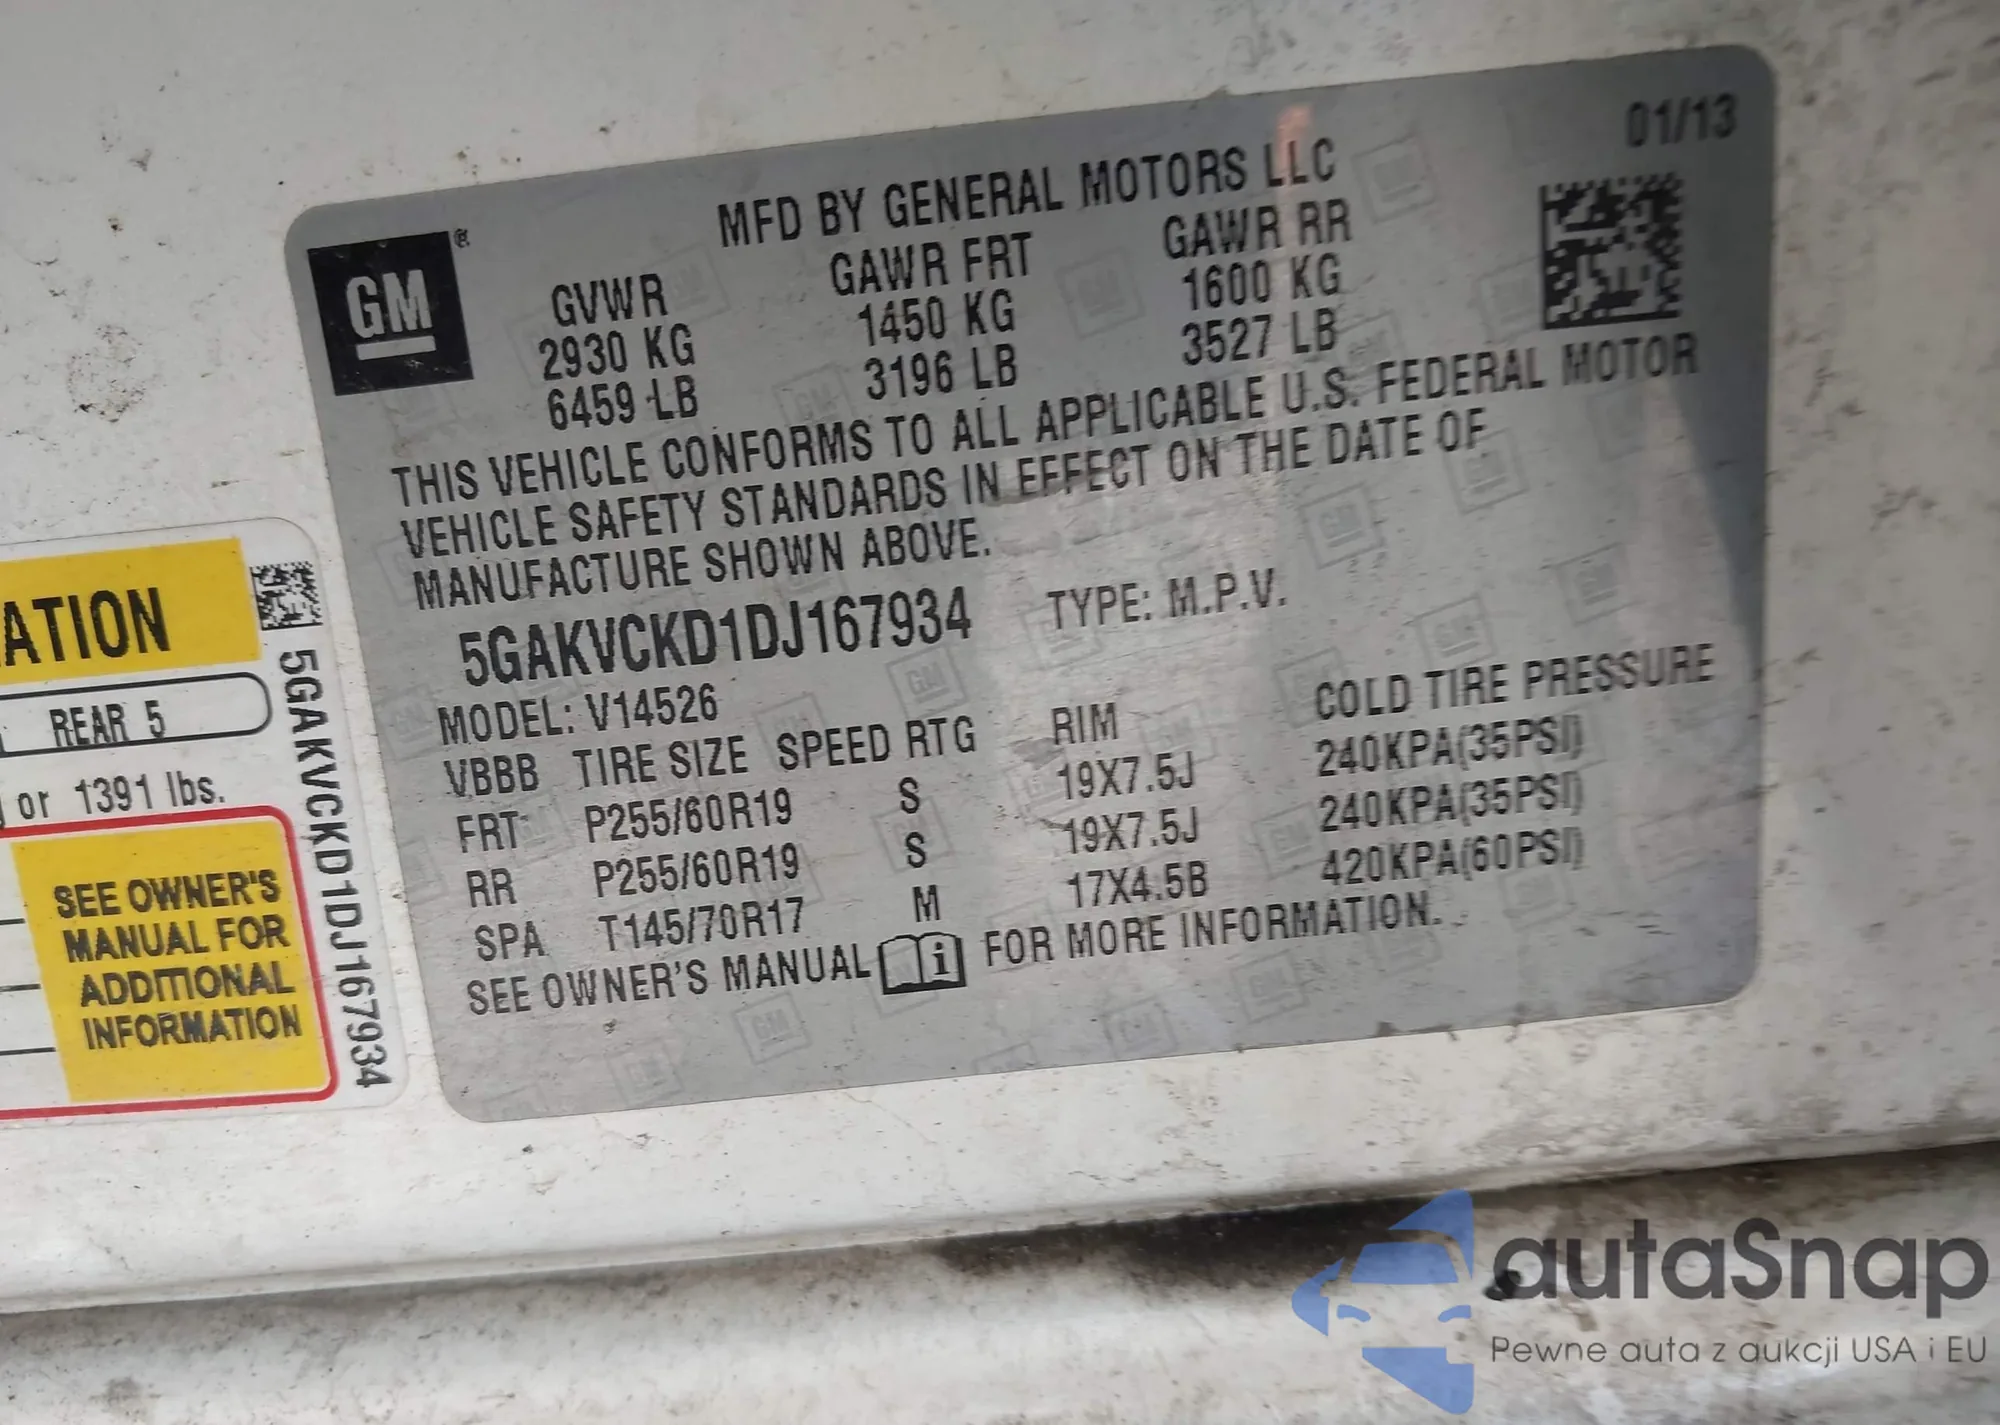 01/13
MFD BY GENERAL MOTORS LLC
GM®
GVWR GAWR FRT GAWR RR
2930 KG 1450 KG 1600 KG
6459 LB 3196 LB 3527 LB
THIS VEHICLE CONFORMS TO ALL APPLICABLE U.S. FEDERAL MOTOR
VEHICLE SAFETY STANDARDS IN EFFECT ON THE DATE OF
MANUFACTURE SHOWN ABOVE.
5GAKVCKD1DJ167934 TYPE: M.P.V.
MODEL: V14526
VBBB TIRE SIZE SPEED RTG RIM COLD TIRE PRESSURE
FRT P255/60R19 S 19X7.5J 240KPA(35PSI)
RR P255/60R19 S 19X7.5J 240KPA(35PSI)
SPA T145/70R17 M 17X4.5B 420KPA(60PSI)
SEE OWNER'S MANUAL i FOR MORE INFORMATION.
ATION
REAR 5
or 1391 lbs.
SEE OWNER'S
MANUAL FOR
ADDITIONAL
INFORMATION
5GAKVCKD1DJ167934
autaSnap
Pewne auta z aukcji USA i EU